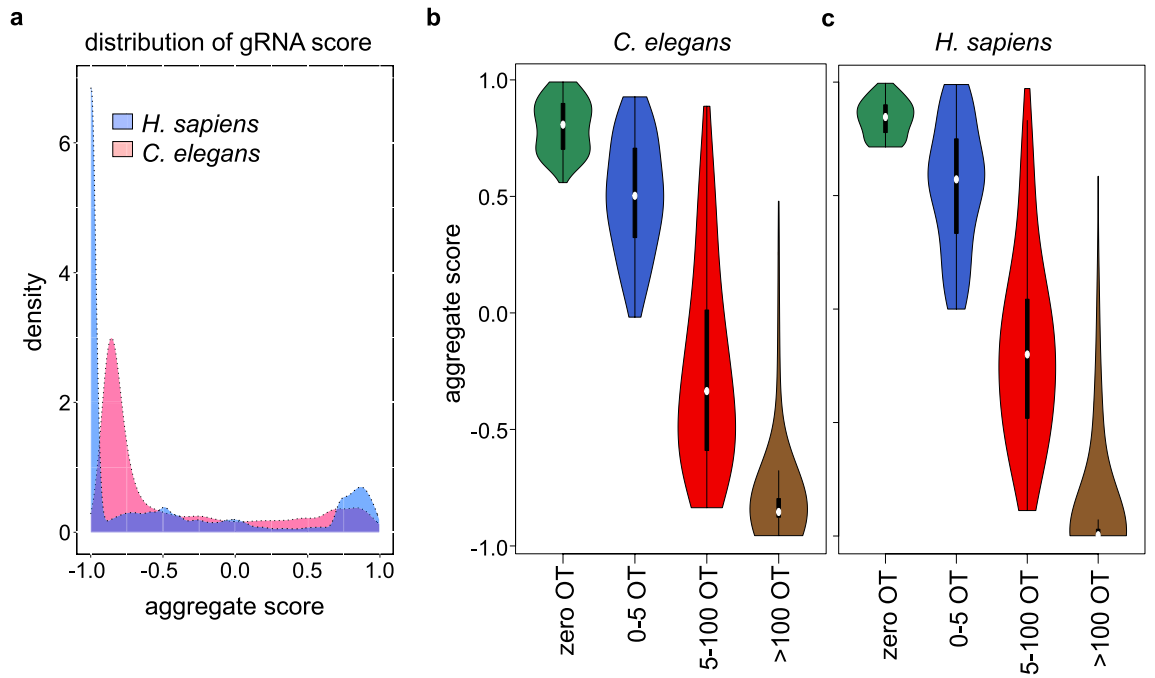 a
distribution of gRNA score
H. sapiens
C. elegans
density
6
4
2
0
-1.0
-0.5
0.0
0.5
1.0
aggregate score
b
C. elegans
aggregate score
1.0
0.5
0.0
-0.5
-1.0
zero OT
0-5 OT
5-100 OT
>100 OT
c
H. sapiens
zero OT
0-5 OT
5-100 OT
>100 OT